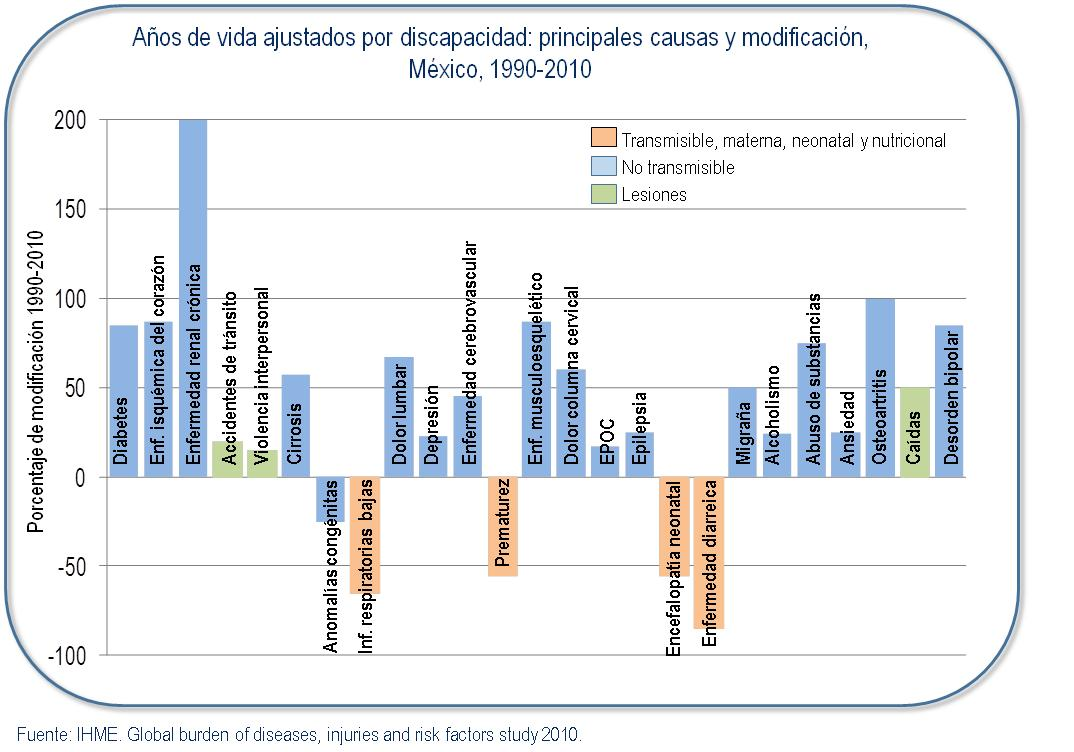 Años de vida ajustados por discapacidad: principales causas y modificación,
México, 1990-2010
Porcentaje de modificación 1990-2010
200
150
100
50
0
-50
-100
Transmisible, materna, neonatal y nutricional
No transmisible
Lesiones
Diabetes
Enf. isquémica del corazón
Enfermedad renal crónica
Accidentes de tránsito
Violencia interpersonal
Cirrosis
Anomalías congénitas
Inf. respiratorias bajas
Dolor lumbar
Depresión
Enfermedad cerebrovascular
Prematurez
Enf. musculoesquelético
Dolor columna cervical
EPOC
Epilepsia
Encefalopatía neonatal
Enfermedad diarreica
Migraña
Alcoholismo
Abuso de substancias
Ansiedad
Osteoartritis
Caídas
Desorden bipolar
Fuente: IHME. Global burden of diseases, injuries and risk factors study 2010.